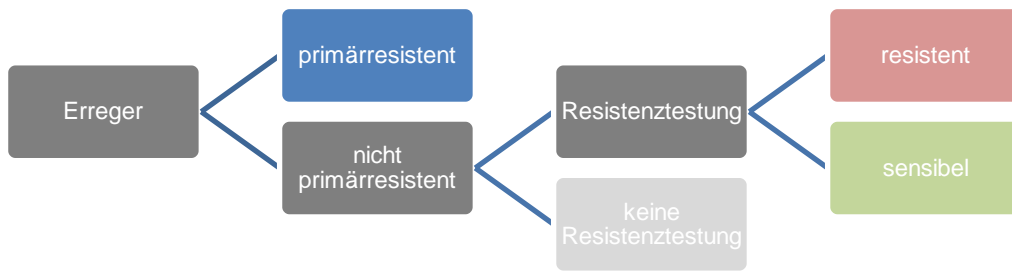 Erreger
primärresistent
nicht
primärresistent
Resistenztestung
keine
Resistenztestung
resistent
sensibel